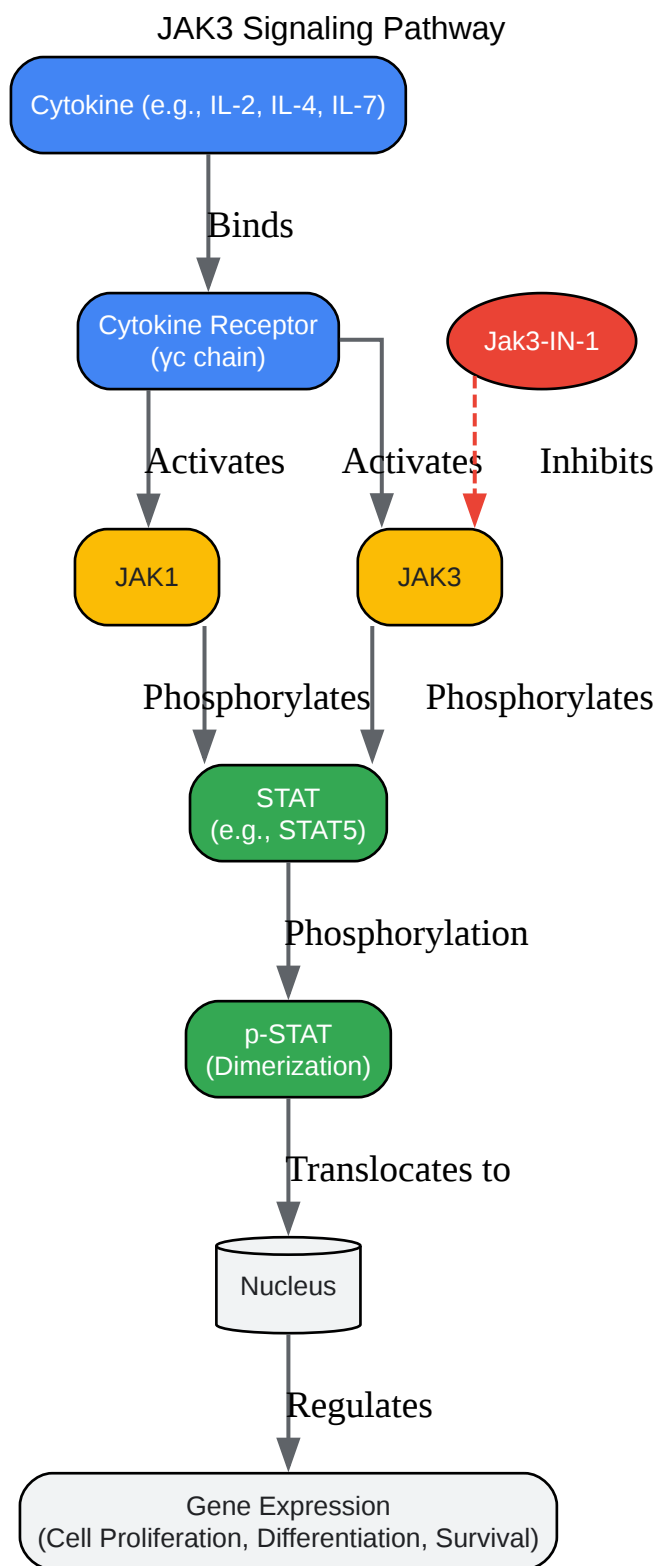 JAK3 Signaling Pathway
Cytokine (e.g., IL-2, IL-4, IL-7)
Binds
Cytokine Receptor
(γc chain)
Jak3-IN-1
Activates
Activates
Inhibits
JAK1
JAK3
Phosphorylates
Phosphorylates
STAT
(e.g., STAT5)
Phosphorylation
p-STAT
(Dimerization)
Translocates to
Nucleus
Regulates
Gene Expression
(Cell Proliferation, Differentiation, Survival)